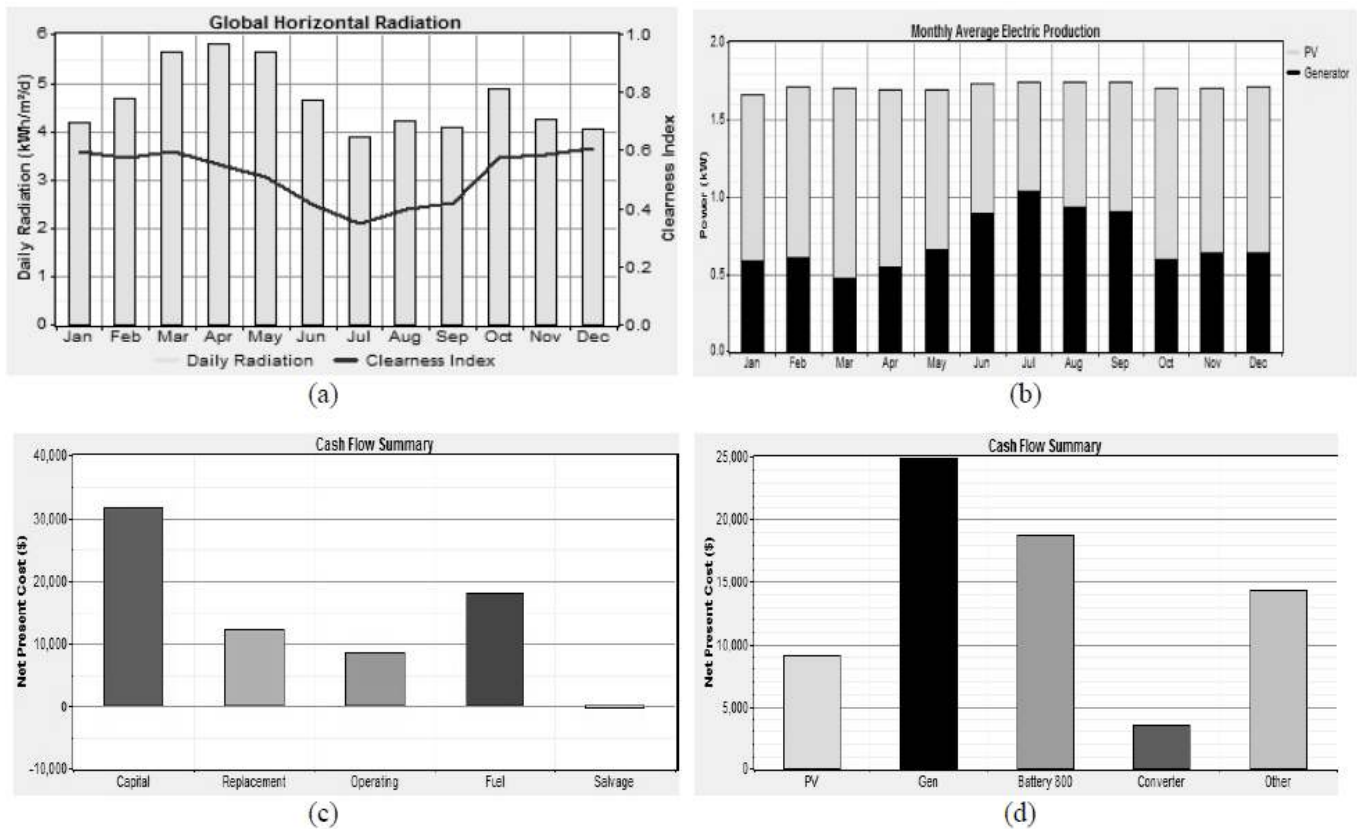 Global Horizontal Radiation
Daily Radiation (kWh/m²/d)
6
5
4
3
2
1
0
1.0
0.8
0.6
0.4
0.2
0.0
Clearness Index
Jan Feb Mar Apr May Jun Jul Aug Sep Oct Nov Dec
Daily Radiation Clearness Index
(a)
Monthly Average Electric Production
Power (kW)
2.0
1.5
1.0
0.5
0.0
PV
Generator
Jan Feb Mar Apr May Jun Jul Aug Sep Oct Nov Dec
(b)
Cash Flow Summary
Net Present Cost ($)
40,000
30,000
20,000
10,000
0
-10,000
Capital Replacement Operating Fuel Salvage
(c)
Cash Flow Summary
Net Present Cost ($)
25,000
20,000
15,000
10,000
5,000
0
PV Gen Battery 800 Converter Other
(d)